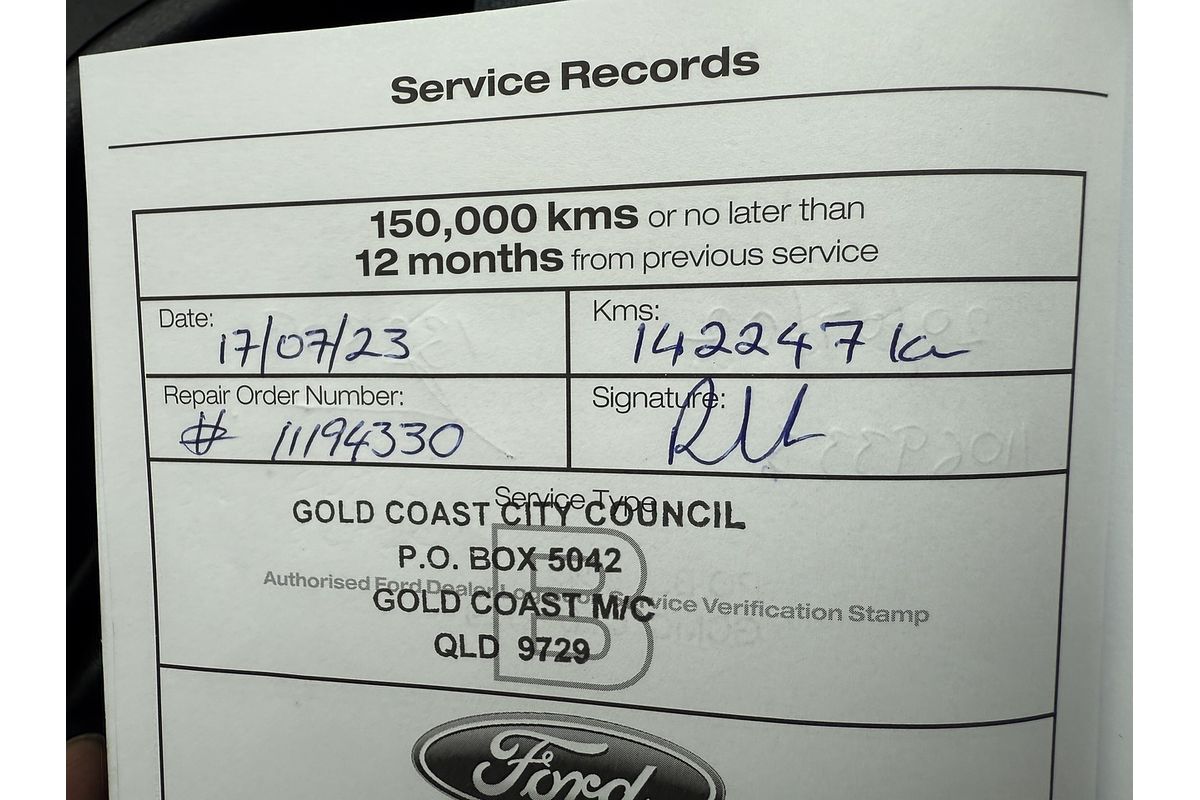 Service Records
150,000 kms or no later than
12 months from previous service
Date: 17/07/23
Kms: 142247 km
Repair Order Number: # 11194330
Signature:
Service Type
GOLD COAST CITY COUNCIL
P.O. BOX 5042
B
Authorised Ford Dealer Service Verification Stamp
GOLD COAST M/C
QLD 9729
Ford